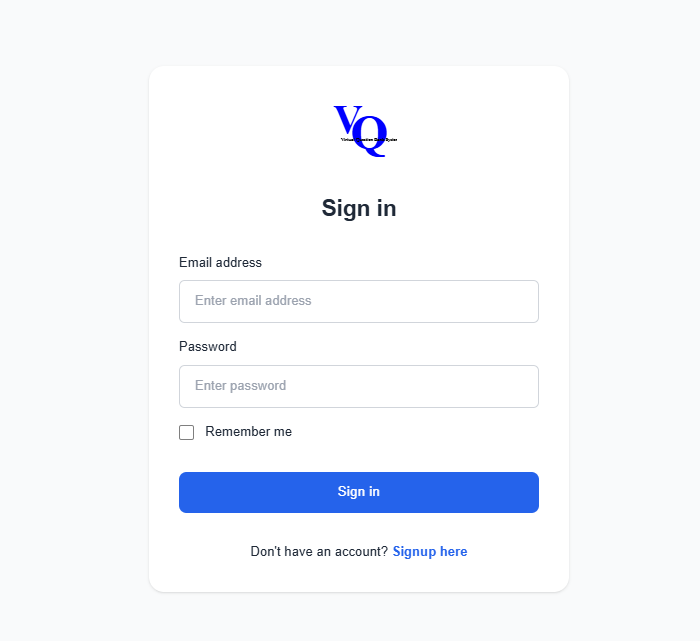 VQ
Sign in
Email address
Enter email address
Password
Enter password
Remember me
Sign in
Don't have an account? Signup here